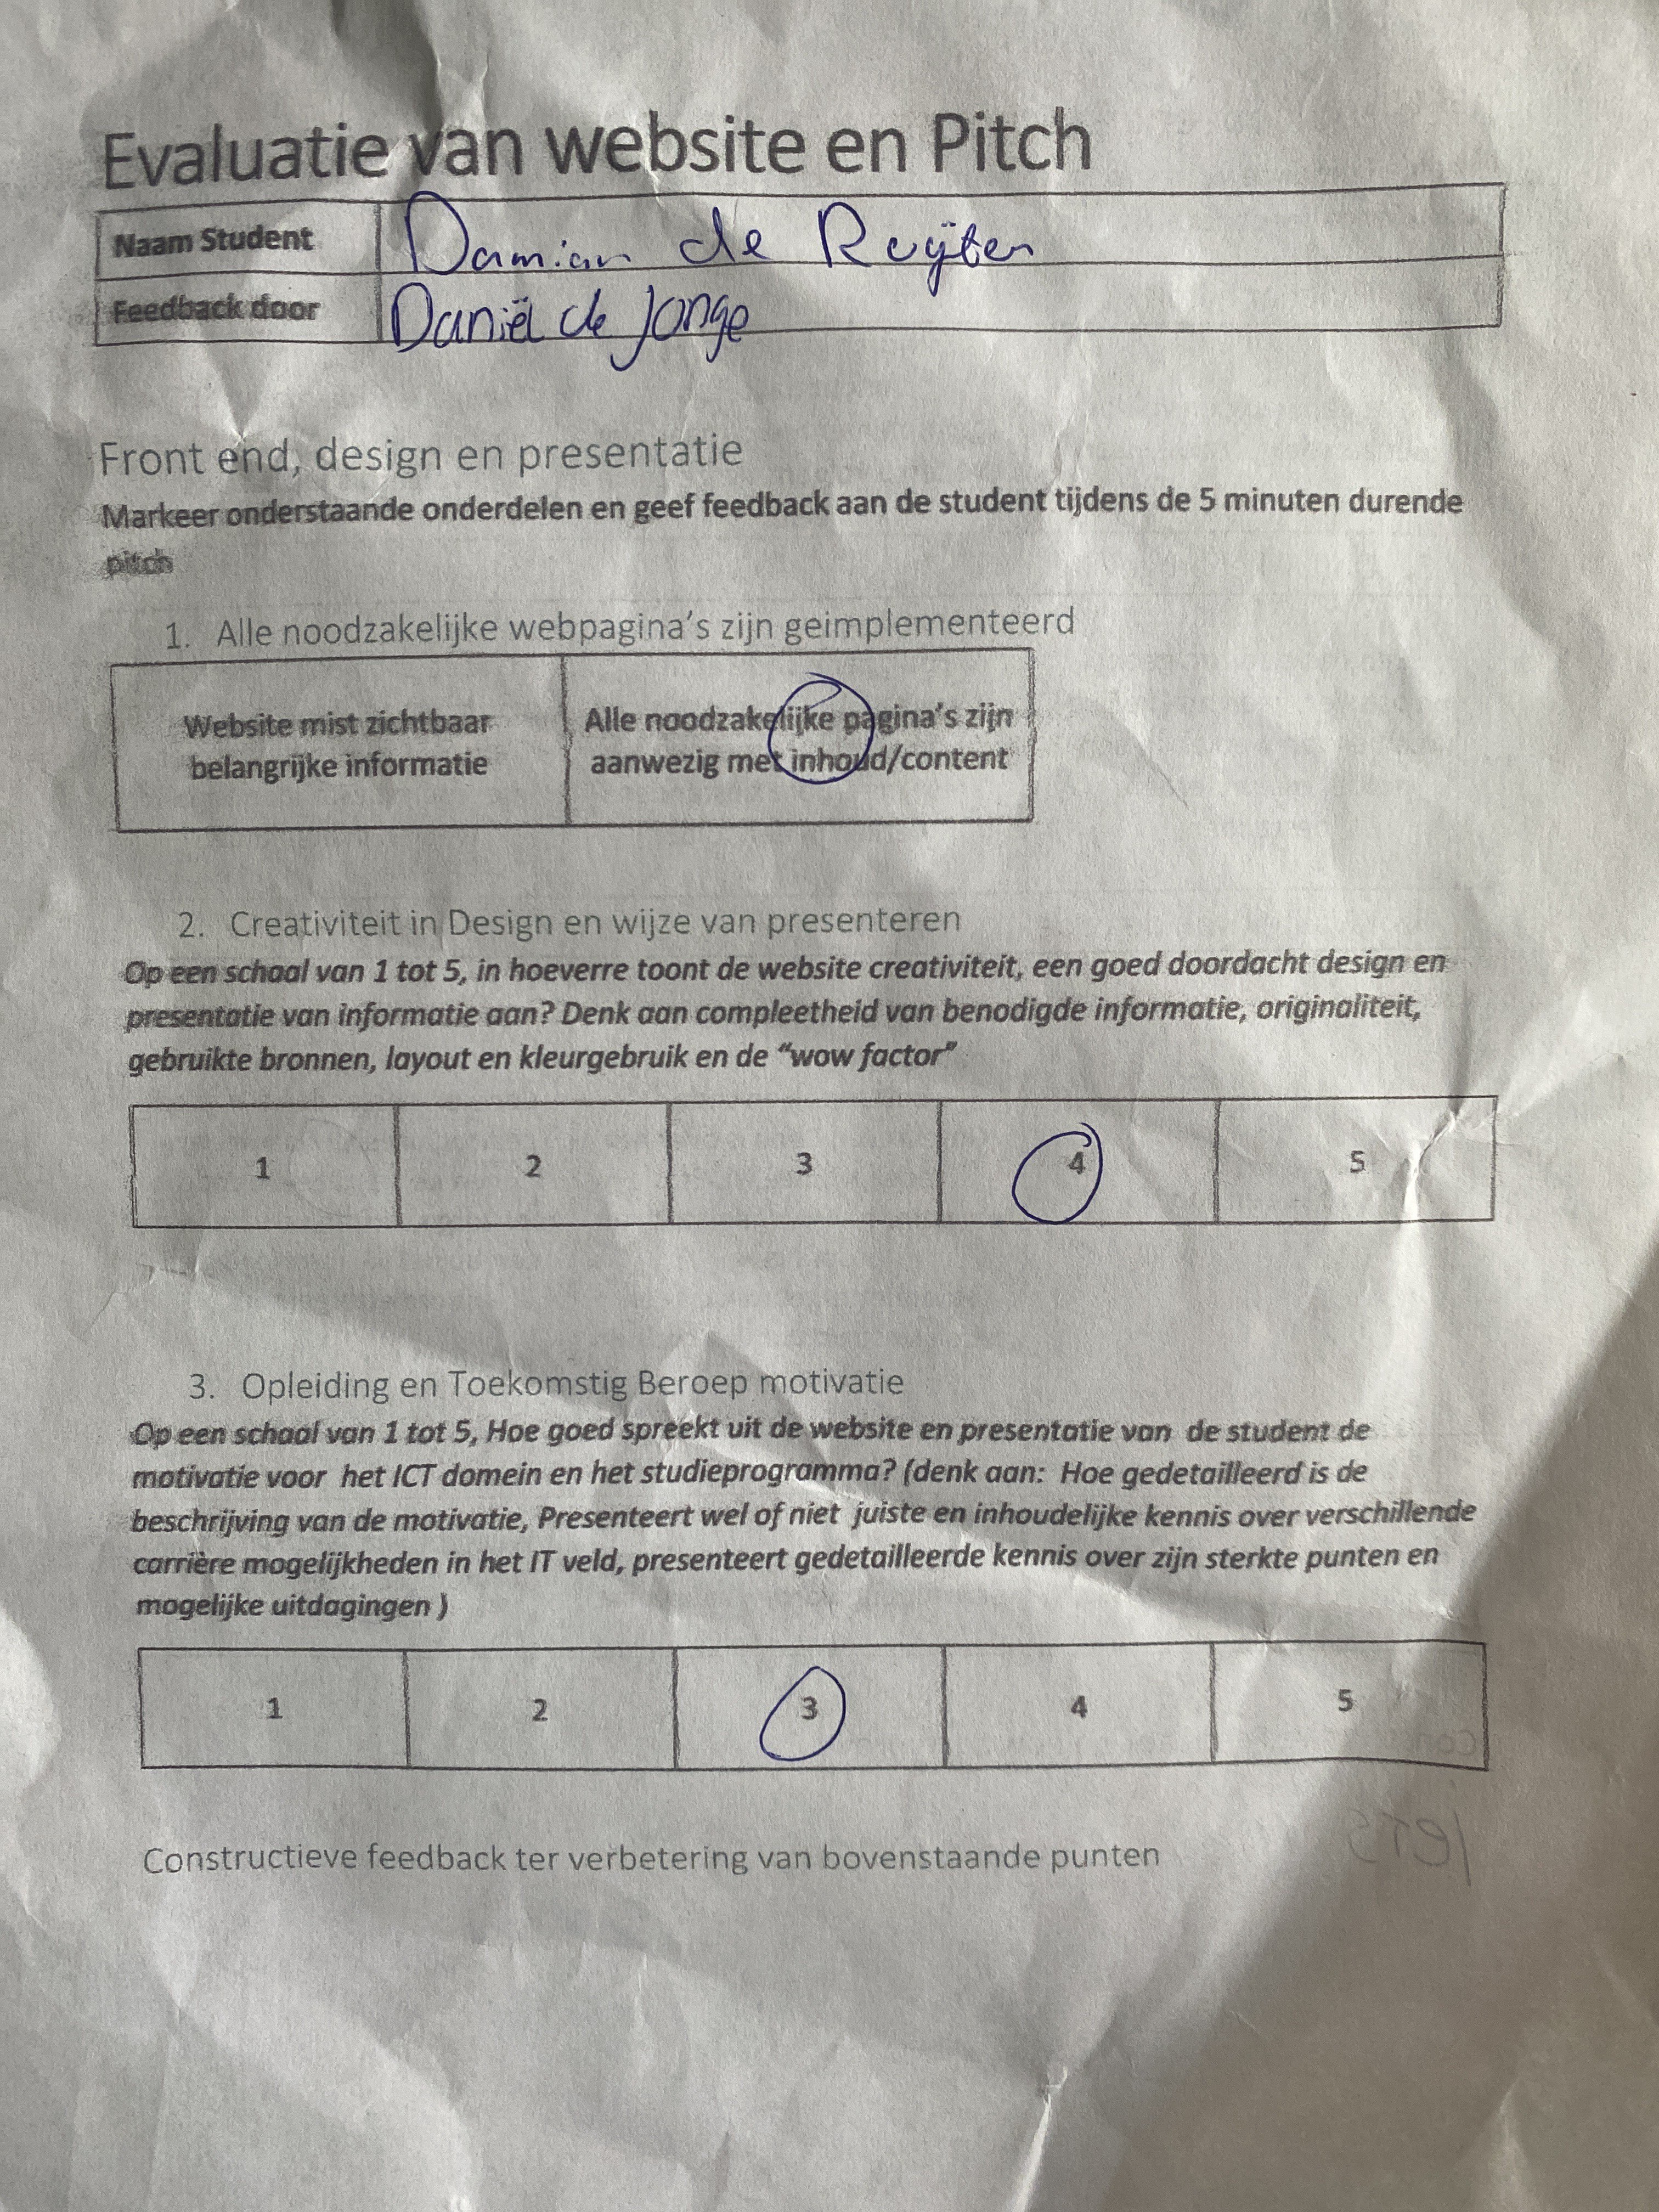 Evaluatie van website en Pitch
Naam Student Damian de Ruijter
Feedback door Daniël de Jonge
Front end, design en presentatie
Markeer onderstaande onderdelen en geef feedback aan de student tijdens de 5 minuten durende
pitch
1. Alle noodzakelijke webpagina's zijn geimplementeerd
Website mist zichtbaar
belangrijke informatie
Alle noodzakelijke pagina's zijn
aanwezig met inhoud/content
2. Creativiteit in Design en wijze van presenteren
Op een schaal van 1 tot 5, in hoeverre toont de website creativiteit, een goed doordacht design en
presentatie van informatie aan? Denk aan compleetheid van benodigde informatie, originaliteit,
gebruikte bronnen, layout en kleurgebruik en de "wow factor"
1 2 3 4 5
3. Opleiding en Toekomstig Beroep motivatie
Op een schaal van 1 tot 5, Hoe goed spreekt uit de website en presentatie van de student de
motivatie voor het ICT domein en het studieprogramma? (denk aan: Hoe gedetailleerd is de
beschrijving van de motivatie, Presenteert wel of niet juiste en inhoudelijke kennis over verschillende
carrière mogelijkheden in het IT veld, presenteert gedetailleerde kennis over zijn sterkte punten en
mogelijke uitdagingen )
1 2 3 4 5
Constructieve feedback ter verbetering van bovenstaande punten